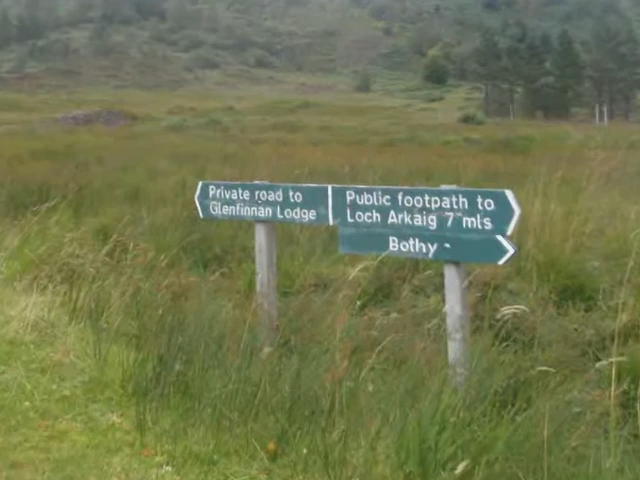 Private road to
Glenfinnan Lodge
Public footpath to
Loch Arkaig 7 mls
Bothy